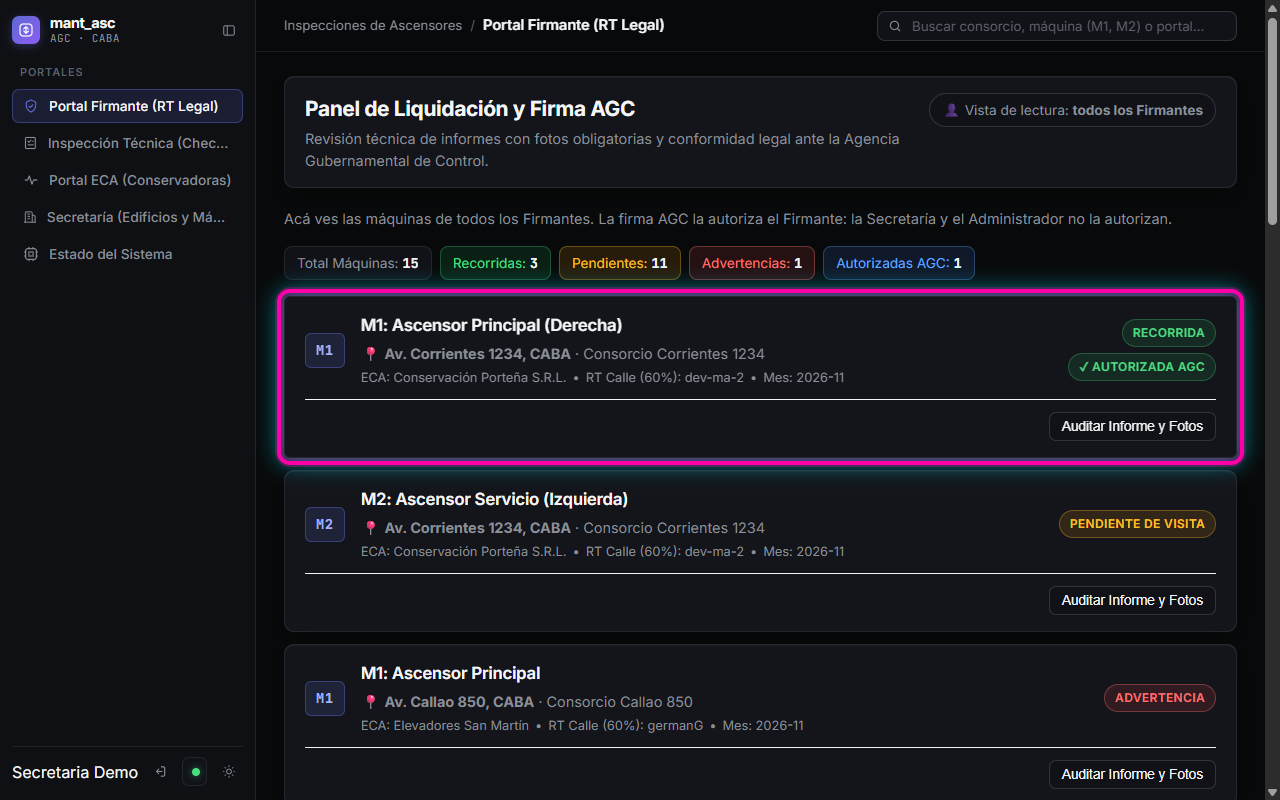 mant_asc
AGC · CABA
PORTALES
Portal Firmante (RT Legal)
Inspección Técnica (Chec...
Portal ECA (Conservadoras)
Secretaría (Edificios y Má...
Estado del Sistema
Secretaria Demo
Inspecciones de Ascensores / Portal Firmante (RT Legal)
Buscar consorcio, máquina (M1, M2) o portal...
Panel de Liquidación y Firma AGC
Vista de lectura: todos los Firmantes
Revisión técnica de informes con fotos obligatorias y conformidad legal ante la Agencia
Gubernamental de Control.
Acá ves las máquinas de todos los Firmantes. La firma AGC la autoriza el Firmante: la Secretaría y el Administrador no la autorizan.
Total Máquinas: 15
Recorridas: 3
Pendientes: 11
Advertencias: 1
Autorizadas AGC: 1
M1
M1: Ascensor Principal (Derecha)
Av. Corrientes 1234, CABA · Consorcio Corrientes 1234
ECA: Conservación Porteña S.R.L. • RT Calle (60%): dev-ma-2 • Mes: 2026-11
RECORRIDA
✓ AUTORIZADA AGC
Auditar Informe y Fotos
M2
M2: Ascensor Servicio (Izquierda)
Av. Corrientes 1234, CABA · Consorcio Corrientes 1234
ECA: Conservación Porteña S.R.L. • RT Calle (60%): dev-ma-2 • Mes: 2026-11
PENDIENTE DE VISITA
Auditar Informe y Fotos
M1
M1: Ascensor Principal
Av. Callao 850, CABA · Consorcio Callao 850
ECA: Elevadores San Martín • RT Calle (60%): germanG • Mes: 2026-11
ADVERTENCIA
Auditar Informe y Fotos